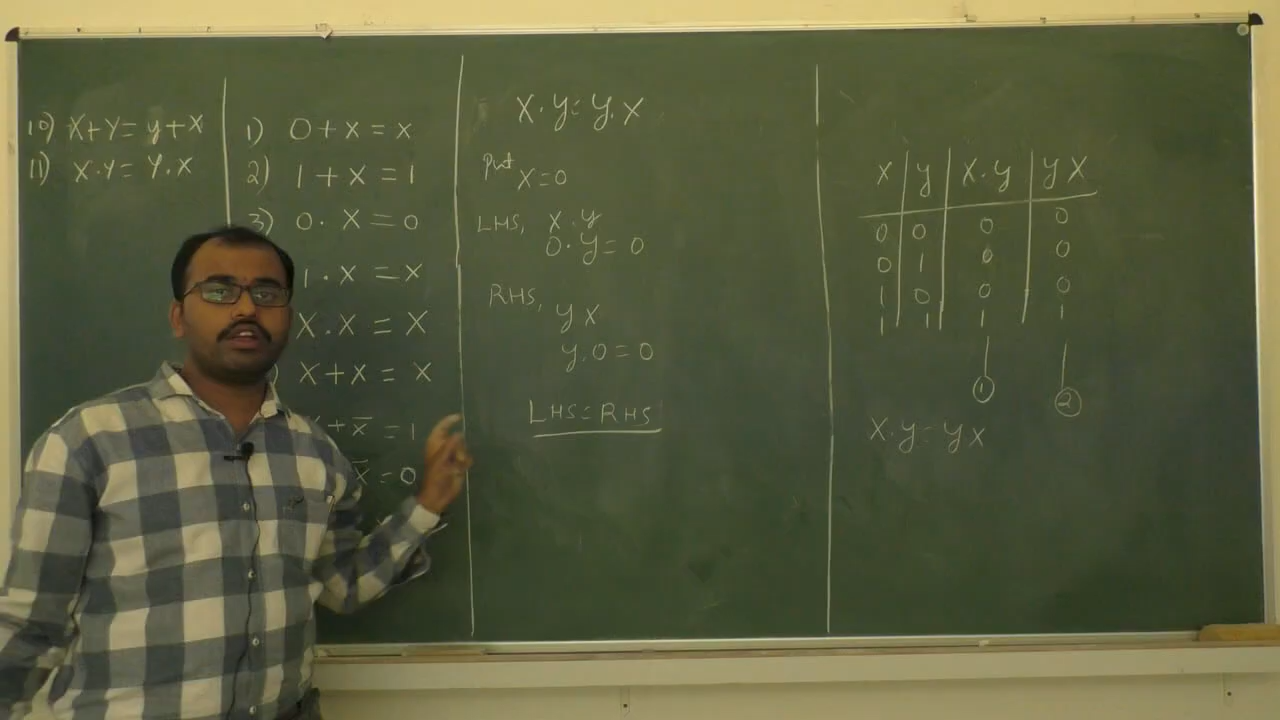 10) X+Y=y+X
11) X·Y=Y.X
1) 0+X=X
2) 1+X=1
3) 0·X=0
1·X=X
X.X=X
X+X=X
+X̅=1
X̅=0
X·Y=Y.X
Put X=0
LHS, X·y
0·Y=0
RHS, yX
y.0=0
LHS=RHS
X y X·y yX
0 0 0 0
0 1 0 0
1 0 0 0
1 1 1 1
1 2
X·y=yX